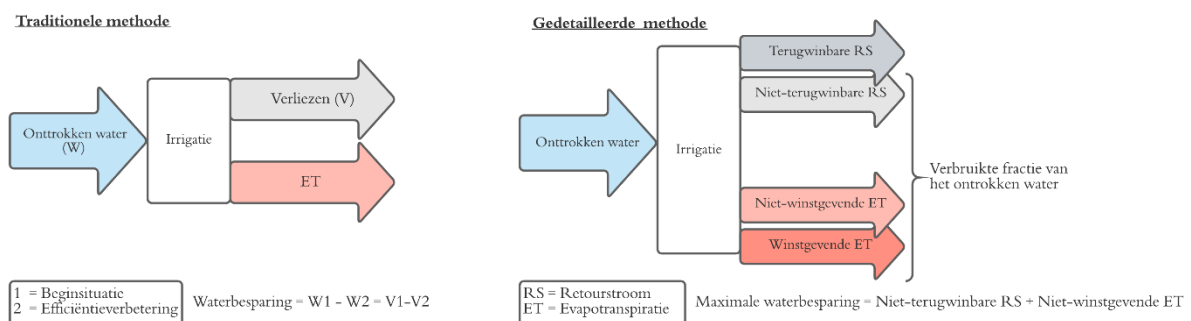 Traditionele methode
Onttrokken water
(W)
Irrigatie
Verliezen (V)
ET
1 = Beginsituatie
2 = Efficiëntieverbetering
Waterbesparing = W1 - W2 = V1-V2
Gedetailleerde methode
Onttrokken water
Irrigatie
Terugwinbare RS
Niet-terugwinbare RS
Niet-winstgevende ET
Winstgevende ET
Verbruikte fractie van
het ontrokken water
RS = Retourstroom
ET = Evapotranspiratie
Maximale waterbesparing = Niet-terugwinbare RS + Niet-winstgevende ET